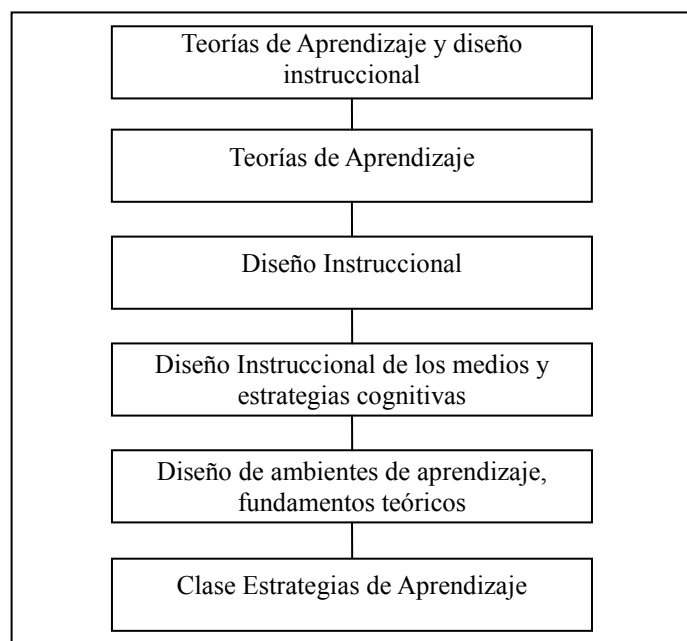 Teorías de Aprendizaje y diseño
instruccional
Teorías de Aprendizaje
Diseño Instruccional
Diseño Instruccional de los medios y
estrategias cognitivas
Diseño de ambientes de aprendizaje,
fundamentos teóricos
Clase Estrategias de Aprendizaje